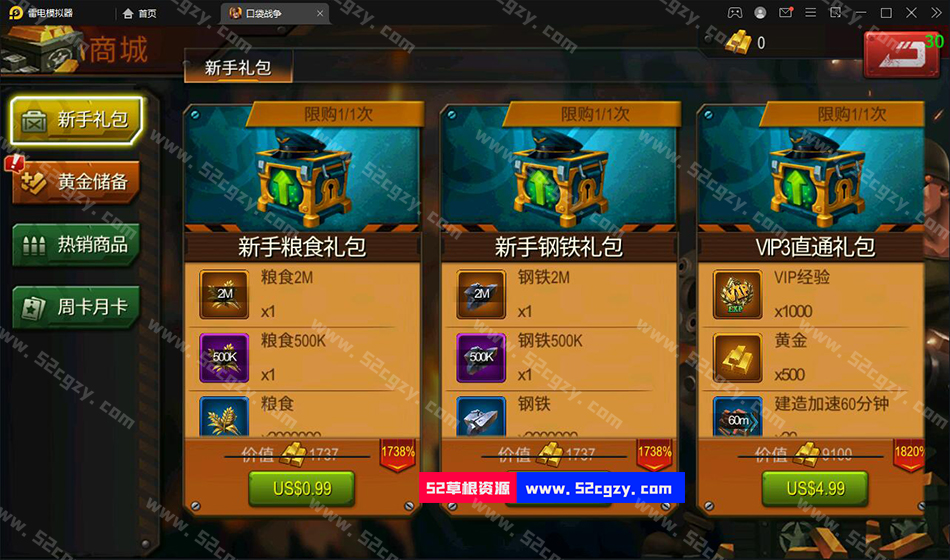 雷电模拟器
首页
口袋战争
商城
0
30
新手礼包
新手礼包
黄金储备
热销商品
周卡月卡
限购1/1次
新手粮食礼包
2M
粮食2M
x1
500K
粮食500K
x1
粮食
价值 1737
1738%
US$0.99
限购1/1次
新手钢铁礼包
2M
钢铁2M
x1
500K
钢铁500K
x1
钢铁
价值 1737
1738%
限购1/1次
VIP3直通礼包
VIP
EXP
VIP经验
x1000
黄金
x500
60m
建造加速60分钟
价值 9100
1820%
US$4.99
52草根资源 www.52cgzy.com
www.52cgzy.com